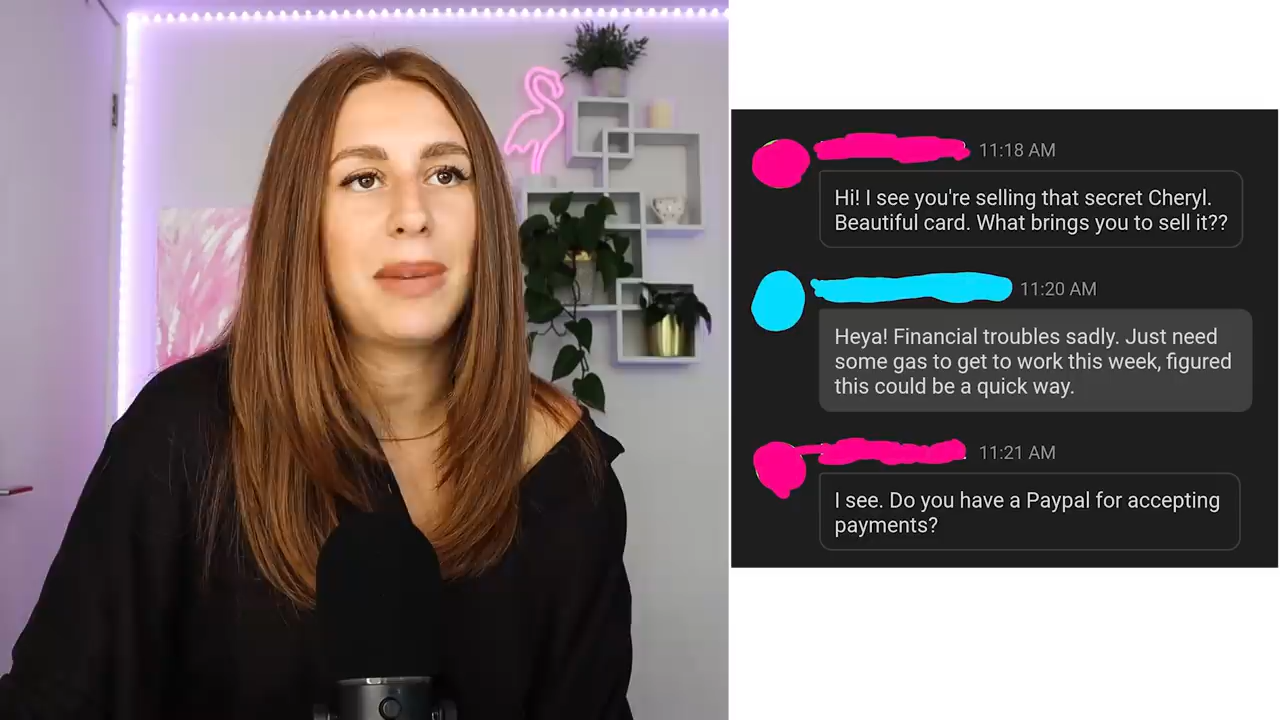 11:18 AM
Hi! I see you're selling that secret Cheryl.
Beautiful card. What brings you to sell it??
11:20 AM
Heya! Financial troubles sadly. Just need
some gas to get to work this week, figured
this could be a quick way.
11:21 AM
I see. Do you have a Paypal for accepting
payments?